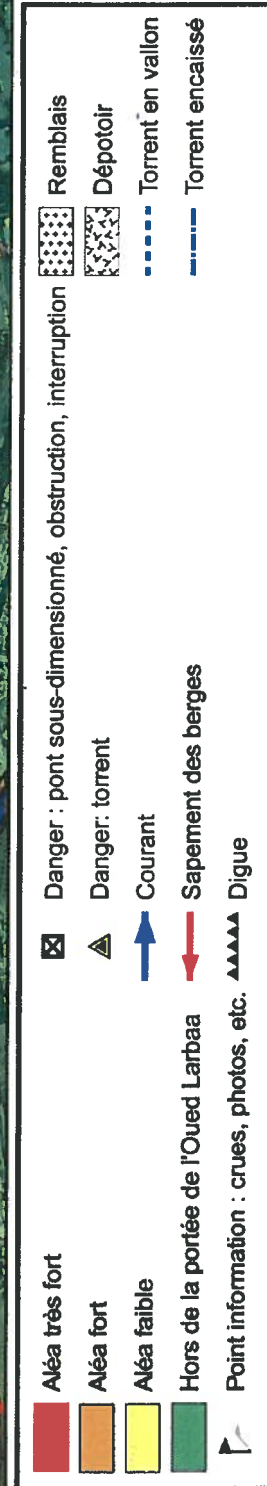 Aléa très fort
Aléa fort
Aléa faible
Hors de la portée de l'Oued Larbaa
Point information : crues, photos, etc.
Danger : pont sous-dimensionné, obstruction, interruption
Danger: torrent
Courant
Sapement des berges
Digue
Remblais
Dépotoir
Torrent en vallon
Torrent encaissé